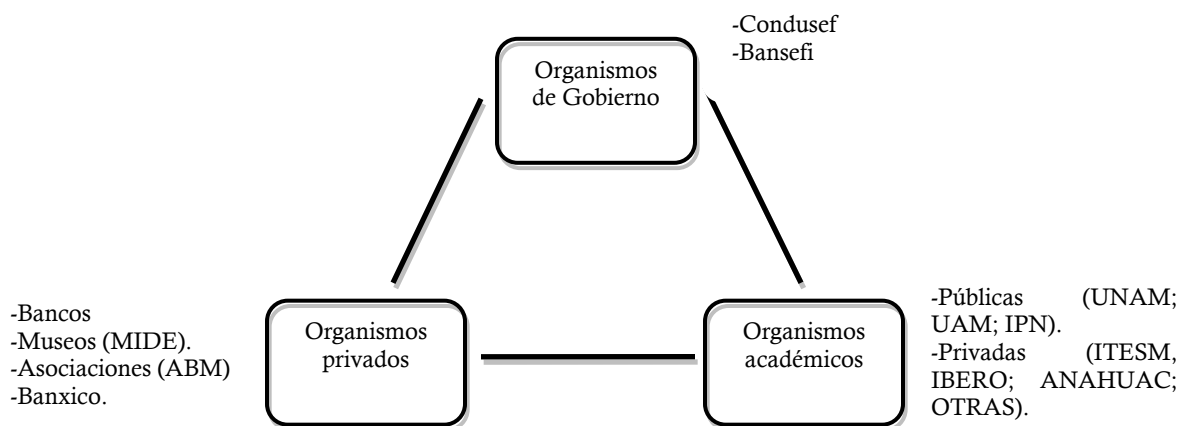 -Condusef
-Bansefi
Organismos
de Gobierno
-Bancos
-Museos (MIDE).
-Asociaciones (ABM)
-Banxico.
Organismos
privados
Organismos
académicos
-Públicas (UNAM;
UAM; IPN).
-Privadas (ITESM,
IBERO; ANAHUAC;
OTRAS).